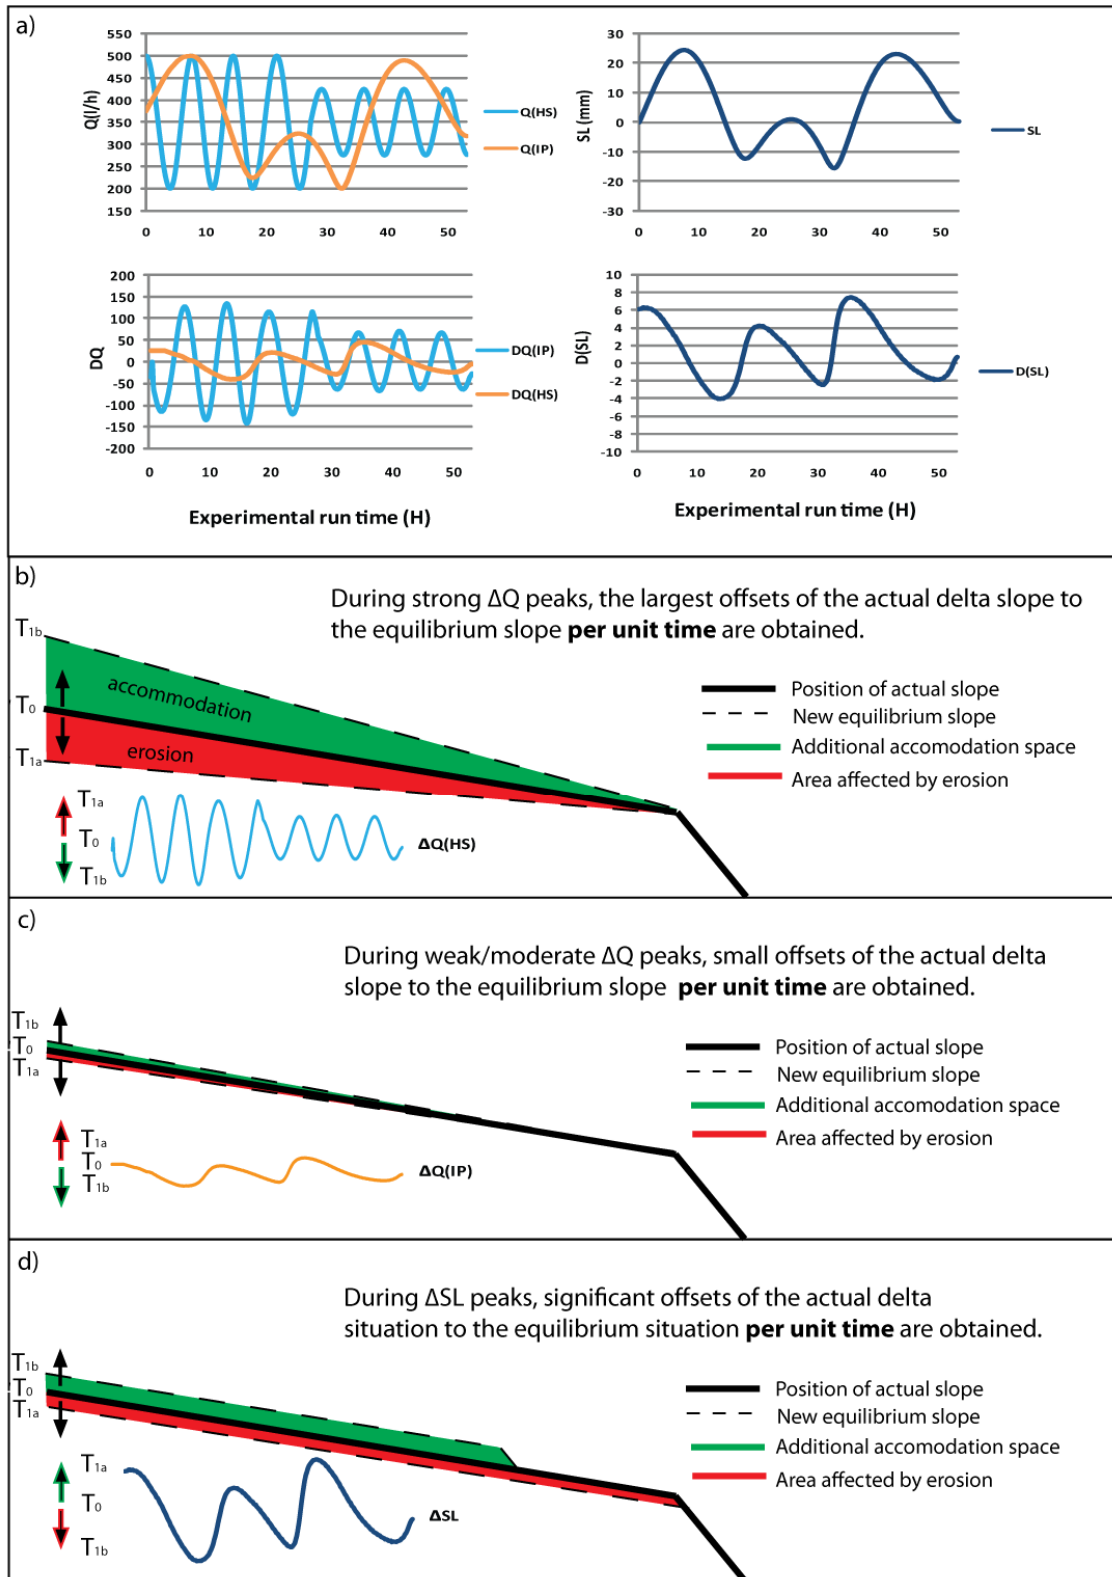 a)
550
500
450
400
350
300
250
200
150
Q(l/h)
0 10 20 30 40 50
Q(HS)
Q(IP)
30
20
10
0
-10
-20
-30
SL (mm)
0 10 20 30 40 50
SL
200
150
100
50
0
-50
-100
-150
-200
DQ
0 10 20 30 40 50
DQ(IP)
DQ(HS)
Experimental run time (H)
10
8
6
4
2
0
-2
-4
-6
-8
-10
D(SL)
0 10 20 30 40 50
D(SL)
Experimental run time (H)
b)
During strong ΔQ peaks, the largest offsets of the actual delta slope to
the equilibrium slope per unit time are obtained.
T1b
T0
T1a
accommodation
erosion
Position of actual slope
New equilibrium slope
Additional accomodation space
Area affected by erosion
T1a
T0
T1b
ΔQ(HS)
c)
During weak/moderate ΔQ peaks, small offsets of the actual delta
slope to the equilibrium slope per unit time are obtained.
T1b
T0
T1a
Position of actual slope
New equilibrium slope
Additional accomodation space
Area affected by erosion
T1a
T0
T1b
ΔQ(IP)
d)
During ΔSL peaks, significant offsets of the actual delta
situation to the equilibrium situation per unit time are obtained.
T1b
T0
T1a
Position of actual slope
New equilibrium slope
Additional accomodation space
Area affected by erosion
T1a
T0
T1b
ΔSL